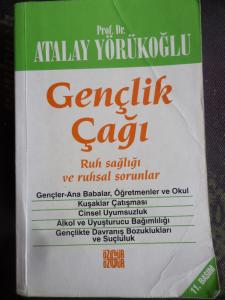 Prof. Dr.
ATALAY YÖRÜKOĞLU
Gençlik
Çağı
Ruh sağlığı
ve ruhsal sorunlar
Gençler-Ana Babalar, Öğretmenler ve Okul
Kuşaklar Çatışması
Cinsel Uyumsuzluk
Alkol ve Uyuşturucu Bağımlılığı
Gençlikte Davranış Bozuklukları
ve Suçluluk
ÖZGÜR
11. BASIM